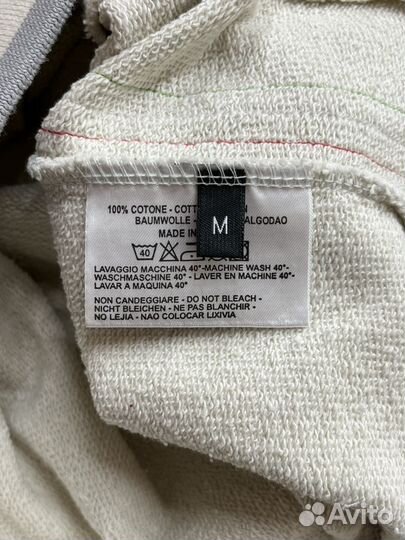 100% COTONE - COTT
BAUMWOLLE - ALGODAO
MADE IN
M
40
LAVAGGIO MACCHINA 40°-MACHINE WASH 40°-
WASCHMASCHINE 40° - LAVER EN MACHINE 40°-
LAVAR A MAQUINA 40°
NON CANDEGGIARE - DO NOT BLEACH -
NICHT BLEICHEN - NE PAS BLANCHIR -
NO LEJIA - NAO COLOCAR LIXIVIA
Avito